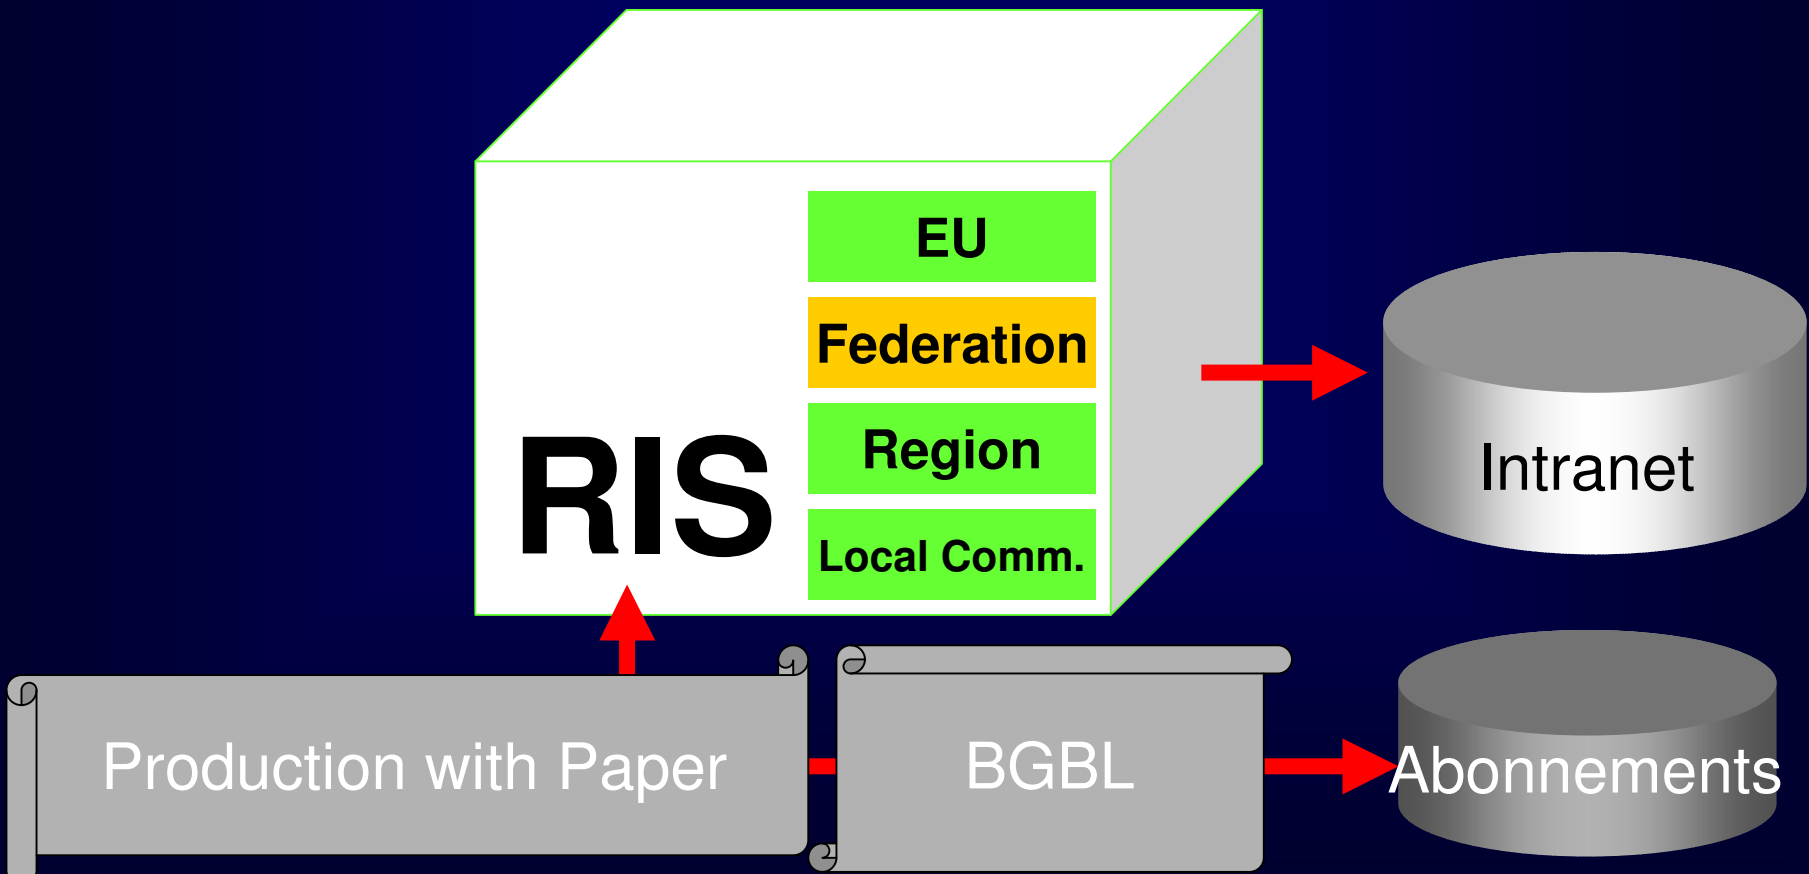 EU
Federation
Region
Local Comm.
RIS
Intranet
Production with Paper
BGBL
Abonnements